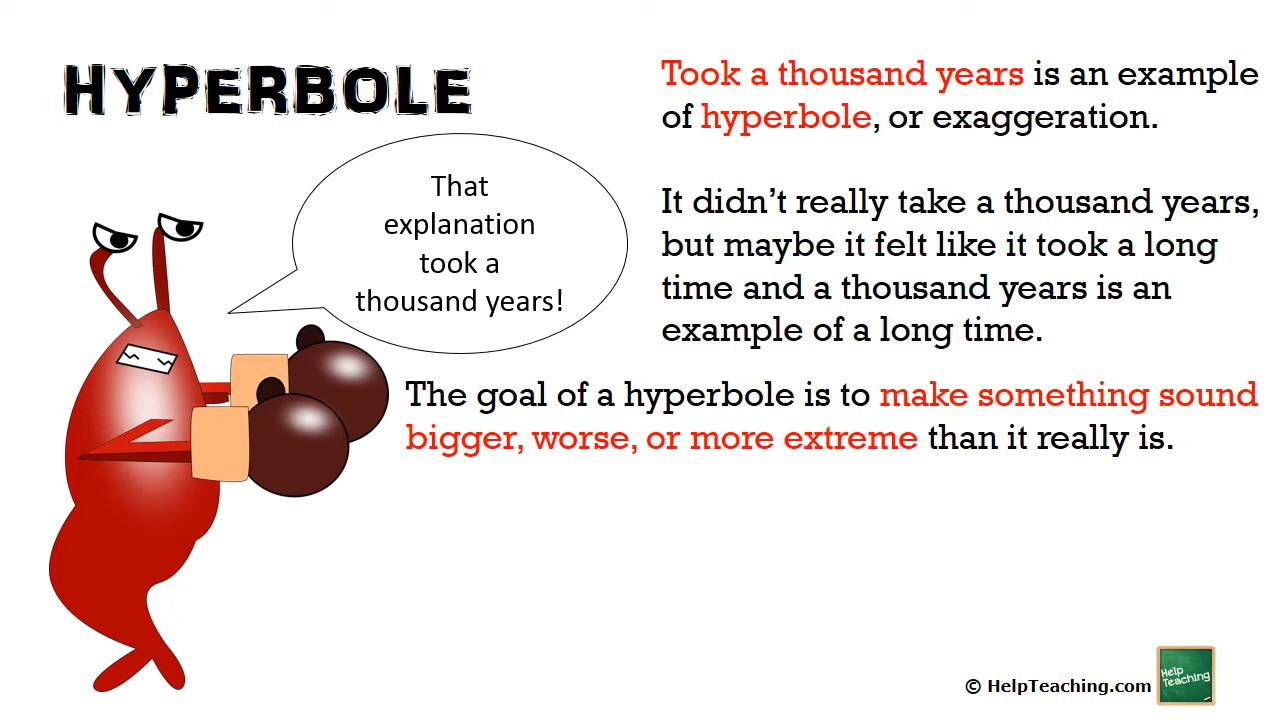 HYPERBOLE
That
explanation
took a
thousand years!
Took a thousand years is an example
of hyperbole, or exaggeration.
It didn’t really take a thousand years,
but maybe it felt like it took a long
time and a thousand years is an
example of a long time.
The goal of a hyperbole is to make something sound
bigger, worse, or more extreme than it really is.
© HelpTeaching.com
Help
Teaching